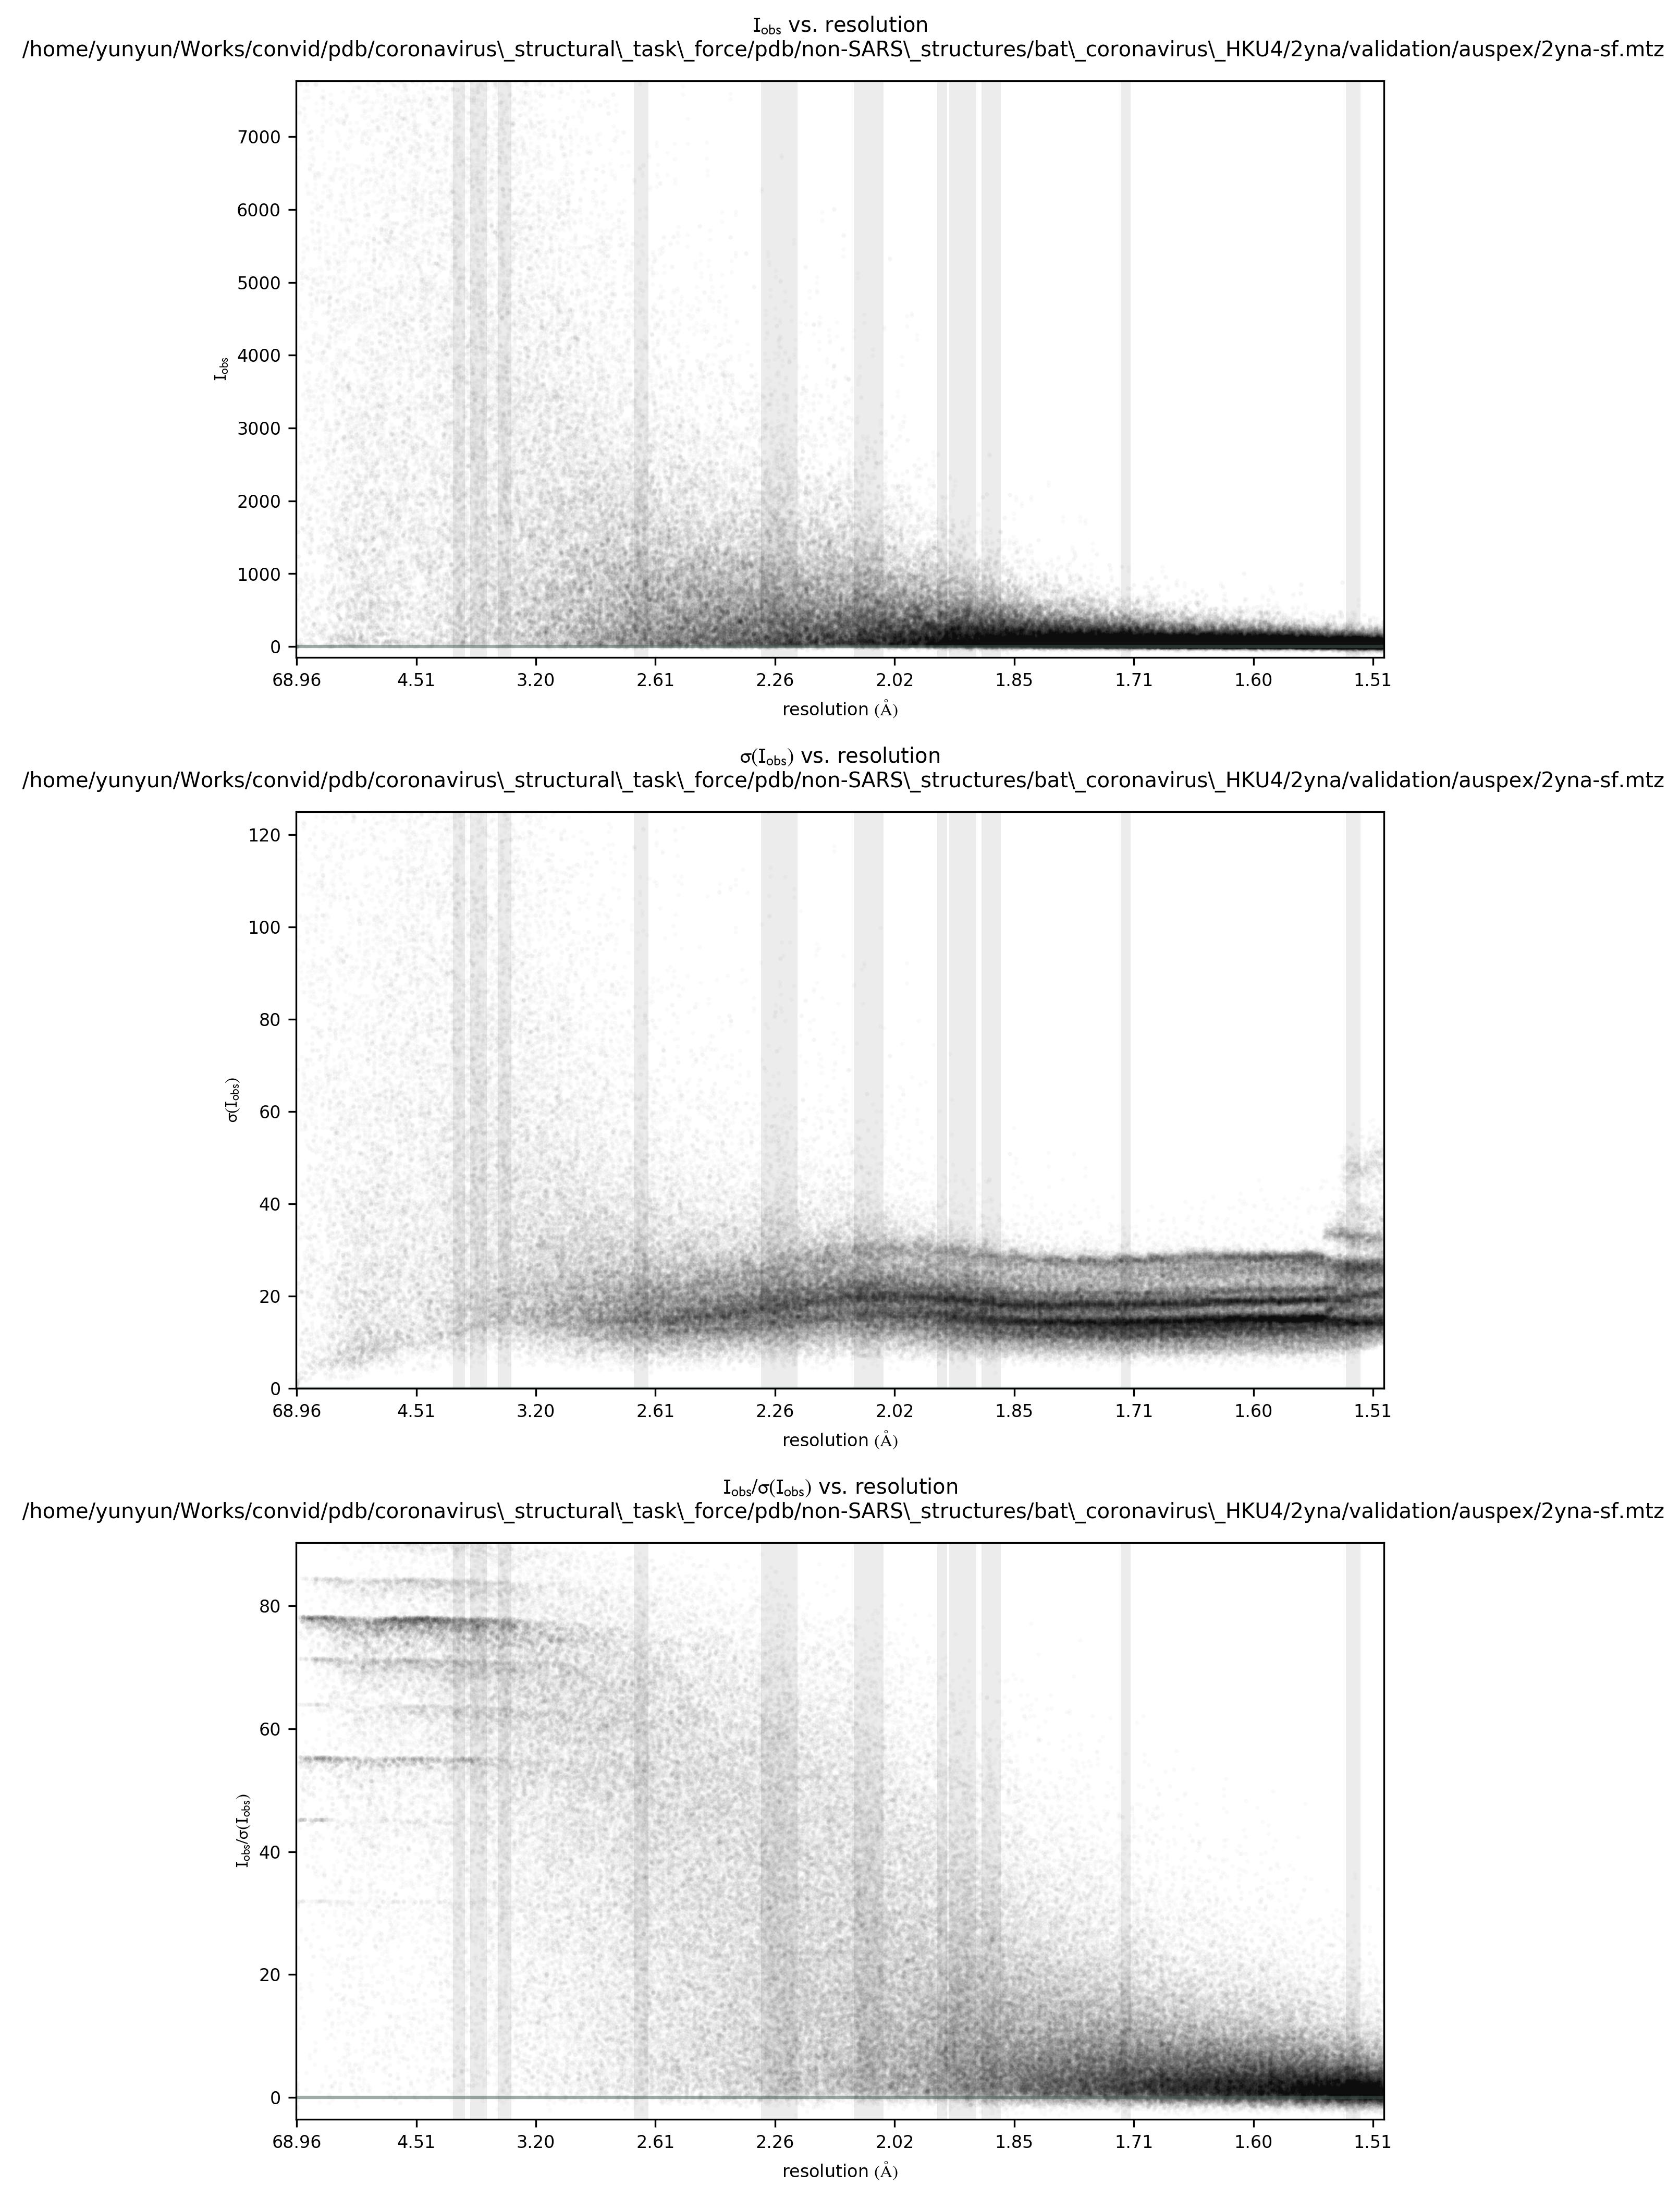 I_obs vs. resolution
/home/yunyun/Works/convid/pdb/coronavirus\_structural\_task\_force/pdb/non-SARS\_structures/bat\_coronavirus\_HKU4/2yna/validation/auspex/2yna-sf.mtz
7000
6000
5000
4000
3000
2000
1000
0
I_obs
68.96 4.51 3.20 2.61 2.26 2.02 1.85 1.71 1.60 1.51
resolution (Å)
σ(I_obs) vs. resolution
/home/yunyun/Works/convid/pdb/coronavirus\_structural\_task\_force/pdb/non-SARS\_structures/bat\_coronavirus\_HKU4/2yna/validation/auspex/2yna-sf.mtz
120
100
80
60
40
20
0
σ(I_obs)
68.96 4.51 3.20 2.61 2.26 2.02 1.85 1.71 1.60 1.51
resolution (Å)
I_obs/σ(I_obs) vs. resolution
/home/yunyun/Works/convid/pdb/coronavirus\_structural\_task\_force/pdb/non-SARS\_structures/bat\_coronavirus\_HKU4/2yna/validation/auspex/2yna-sf.mtz
80
60
40
20
0
I_obs/σ(I_obs)
68.96 4.51 3.20 2.61 2.26 2.02 1.85 1.71 1.60 1.51
resolution (Å)